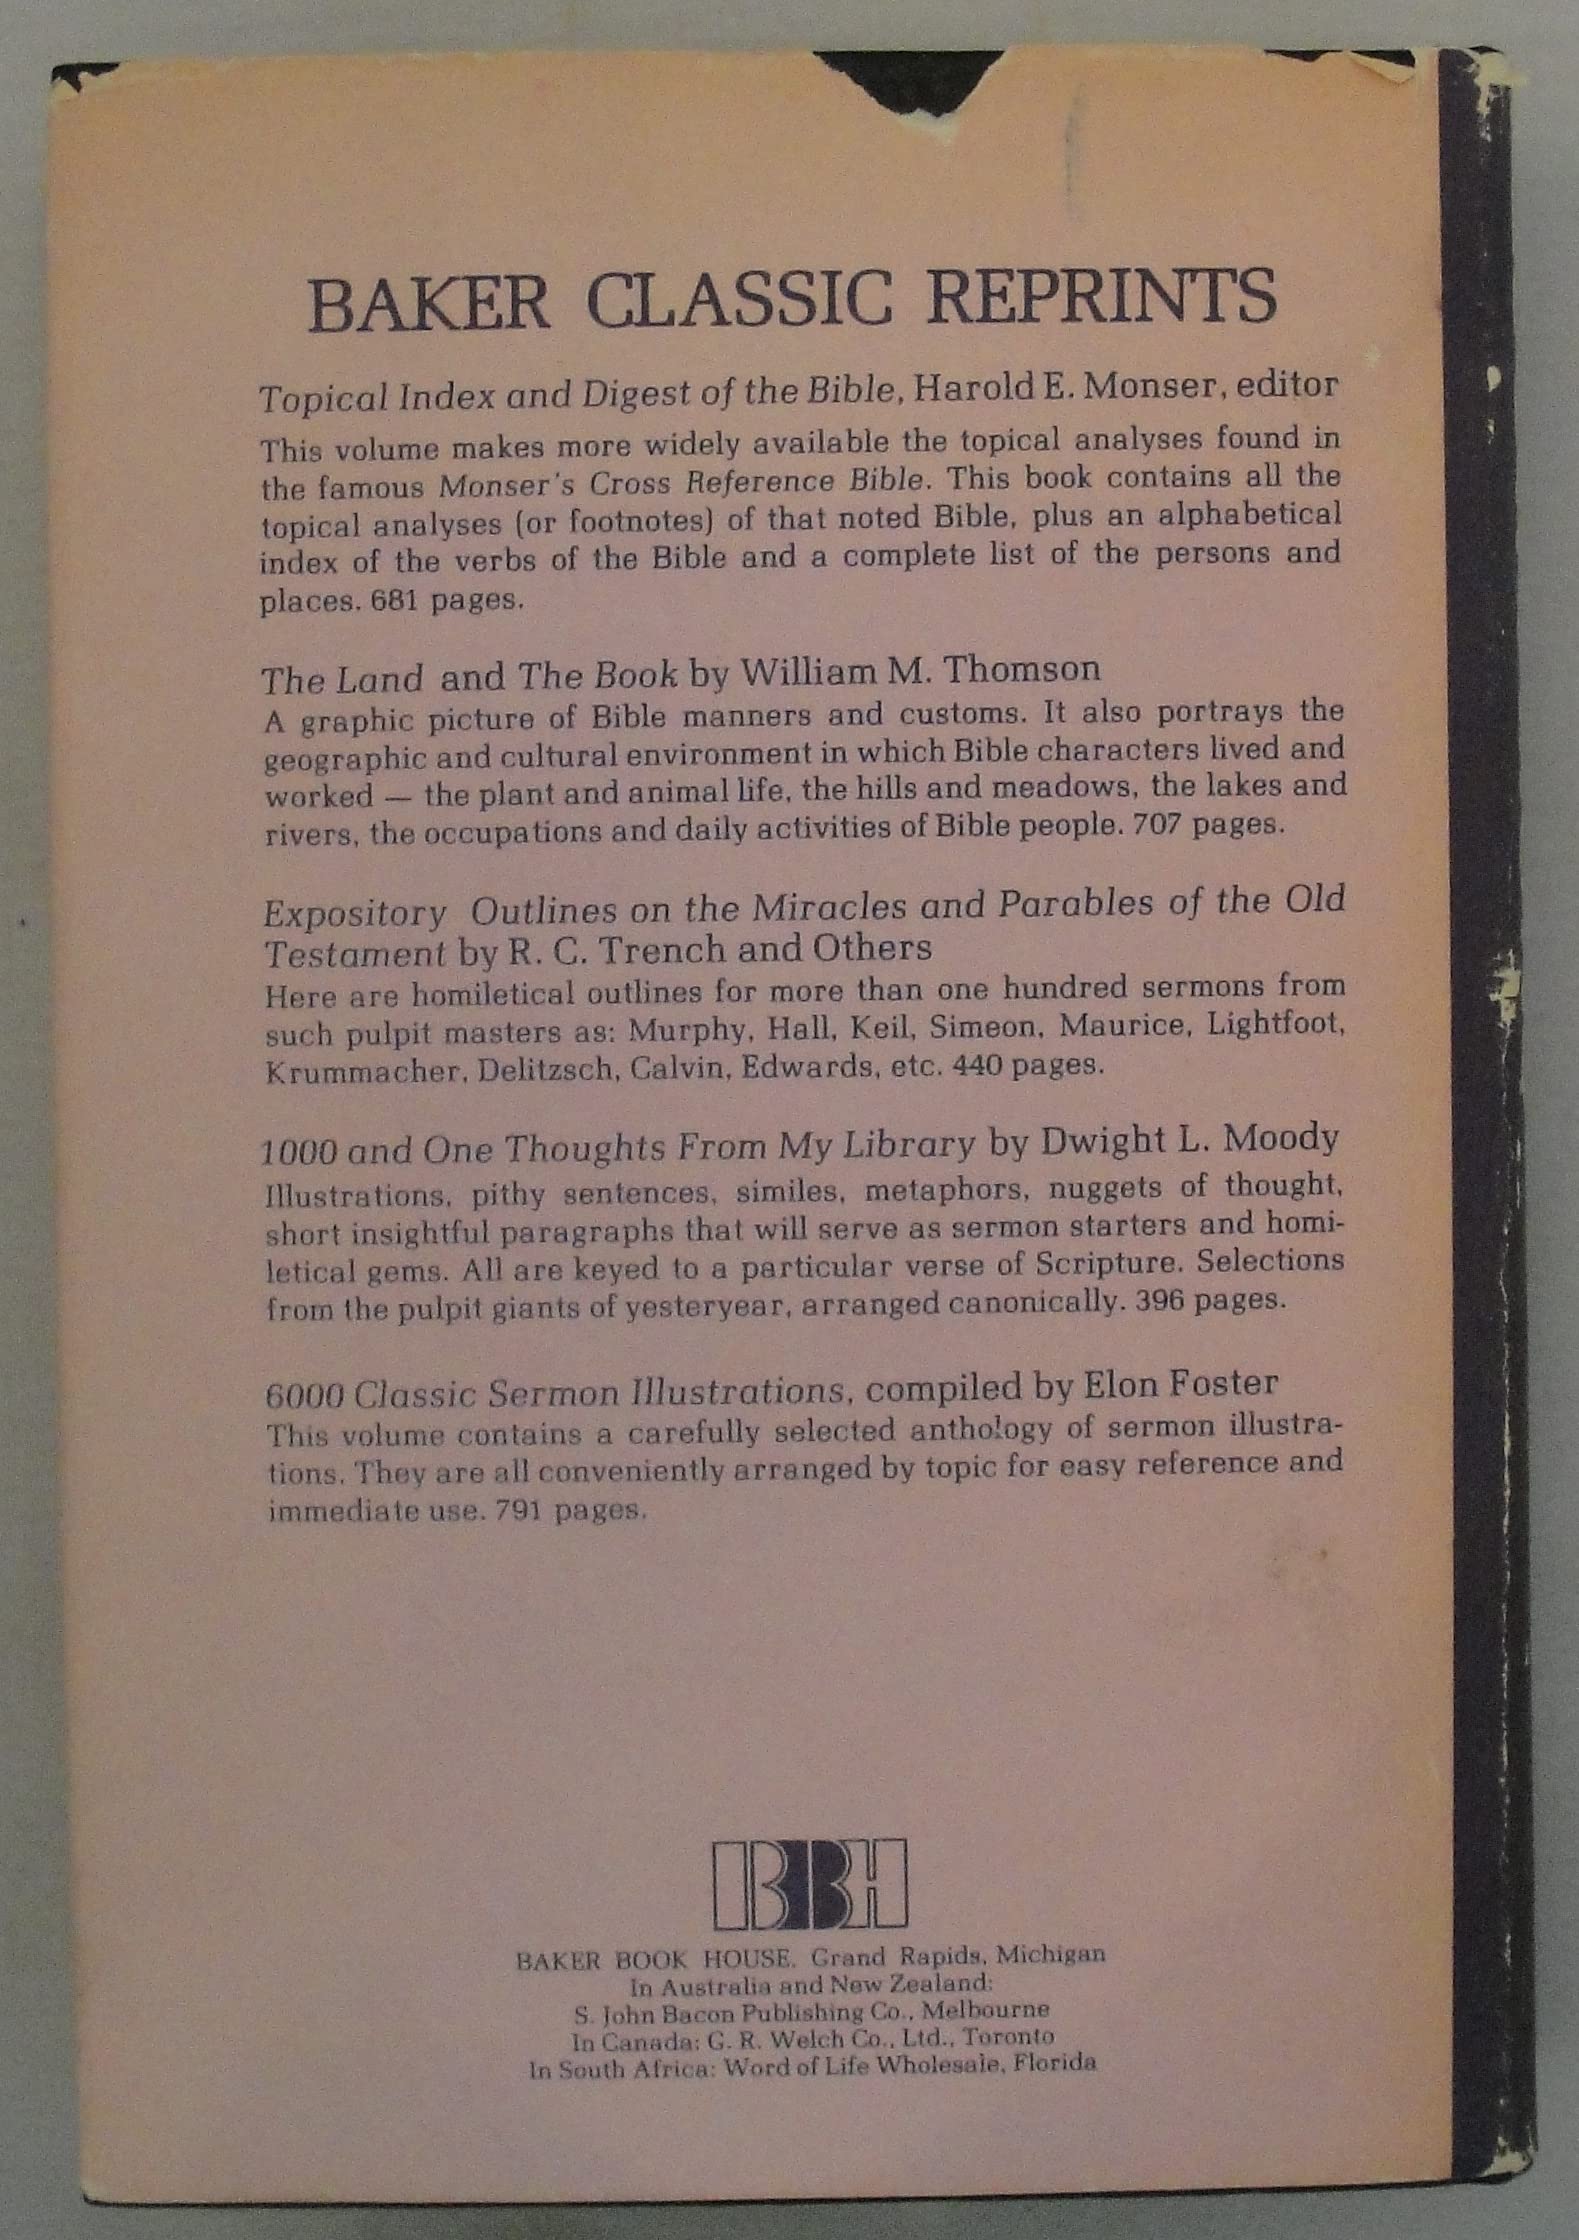 BAKER CLASSIC REPRINTS
Topical Index and Digest of the Bible, Harold E. Monser, editor
This volume makes more widely available the topical analyses found in
the famous Monser's Cross Reference Bible. This book contains all the
topical analyses (or footnotes) of that noted Bible, plus an alphabetical
index of the verbs of the Bible and a complete list of the persons and
places. 681 pages.
The Land and The Book by William M. Thomson
A graphic picture of Bible manners and customs. It also portrays the
geographic and cultural environment in which Bible characters lived and
worked — the plant and animal life, the hills and meadows, the lakes and
rivers, the occupations and daily activities of Bible people. 707 pages.
Expository Outlines on the Miracles and Parables of the Old
Testament by R. C. Trench and Others
Here are homiletical outlines for more than one hundred sermons from
such pulpit masters as: Murphy, Hall, Keil, Simeon, Maurice, Lightfoot,
Krummacher, Delitzsch, Calvin, Edwards, etc. 440 pages.
1000 and One Thoughts From My Library by Dwight L. Moody
Illustrations, pithy sentences, similes, metaphors, nuggets of thought,
short insightful paragraphs that will serve as sermon starters and homi-
letical gems. All are keyed to a particular verse of Scripture. Selections
from the pulpit giants of yesteryear, arranged canonically. 396 pages.
6000 Classic Sermon Illustrations, compiled by Elon Foster
This volume contains a carefully selected anthology of sermon illustra-
tions. They are all conveniently arranged by topic for easy reference and
immediate use. 791 pages.
BBH
BAKER BOOK HOUSE, Grand Rapids, Michigan
In Australia and New Zealand:
S. John Bacon Publishing Co., Melbourne
In Canada: G. R. Welch Co., Ltd., Toronto
In South Africa: Word of Life Wholesale, Florida